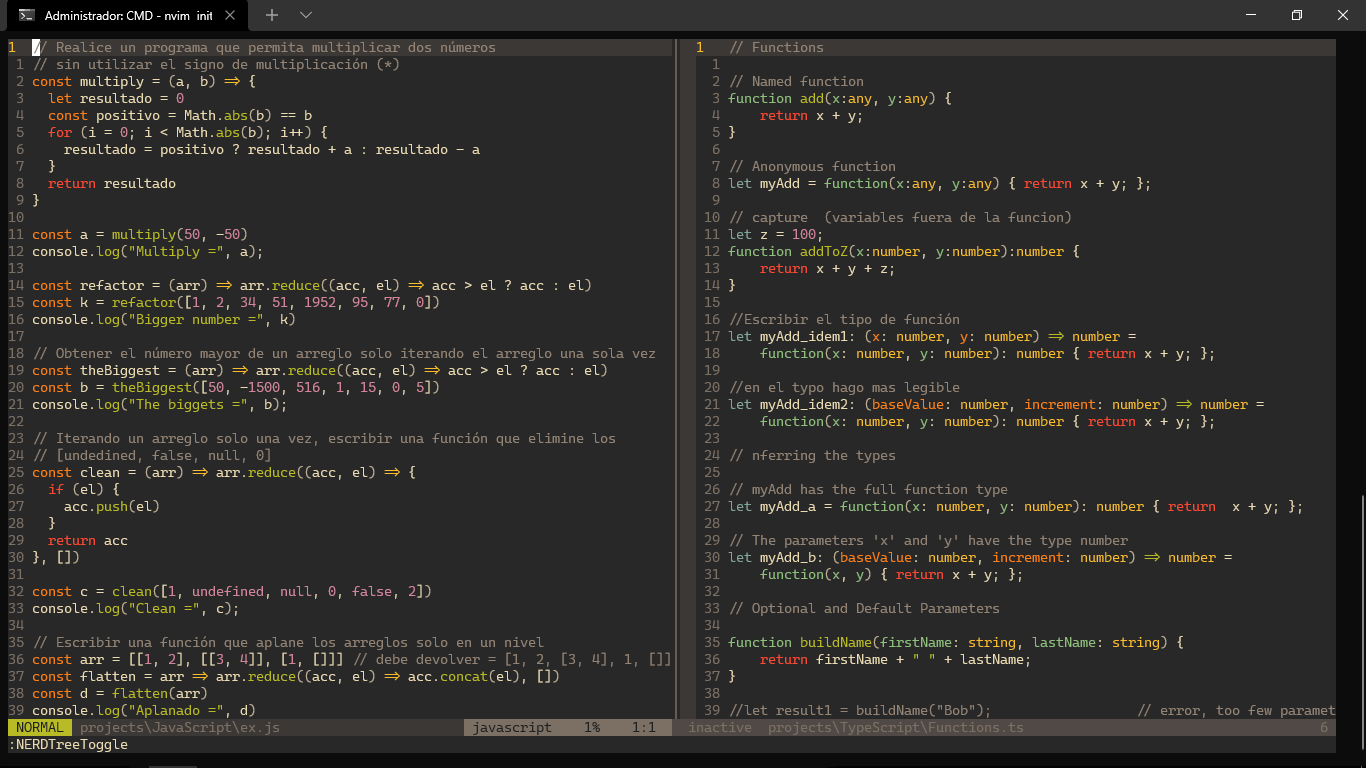 Administrador: CMD - nvim init
1 // Realice un programa que permita multiplicar dos números
1 // sin utilizar el signo de multiplicación (*)
2 const multiply = (a, b) => {
3   let resultado = 0
4   const positivo = Math.abs(b) == b
5   for (i = 0; i < Math.abs(b); i++) {
6     resultado = positivo ? resultado + a : resultado - a
7   }
8   return resultado
9 }
10
11 const a = multiply(50, -50)
12 console.log("Multiply =", a);
13
14 const refactor = (arr) => arr.reduce((acc, el) => acc > el ? acc : el)
15 const k = refactor([1, 2, 34, 51, 1952, 95, 77, 0])
16 console.log("Bigger number =", k)
17
18 // Obtener el número mayor de un arreglo solo iterando el arreglo una sola vez
19 const theBiggest = (arr) => arr.reduce((acc, el) => acc > el ? acc : el)
20 const b = theBiggest([50, -1500, 516, 1, 15, 0, 5])
21 console.log("The biggets =", b);
22
23 // Iterando un arreglo solo una vez, escribir una función que elimine los
24 // [undedined, false, null, 0]
25 const clean = (arr) => arr.reduce((acc, el) => {
26   if (el) {
27     acc.push(el)
28   }
29   return acc
30 }, [])
31
32 const c = clean([1, undefined, null, 0, false, 2])
33 console.log("Clean =", c);
34
35 // Escribir una función que aplane los arreglos solo en un nivel
36 const arr = [[1, 2], [[3, 4]], [1, []]] // debe devolver = [1, 2, [3, 4], 1, []]
37 const flatten = arr => arr.reduce((acc, el) => acc.concat(el), [])
38 const d = flatten(arr)
39 console.log("Aplanado =", d)
NORMAL projects\JavaScript\ex.js javascript 1% 1:1
:NERDTreeToggle
1 // Functions
1
2 // Named function
3 function add(x:any, y:any) {
4     return x + y;
5 }
6
7 // Anonymous function
8 let myAdd = function(x:any, y:any) { return x + y; };
9
10 // capture  (variables fuera de la funcion)
11 let z = 100;
12 function addToZ(x:number, y:number):number {
13     return x + y + z;
14 }
15
16 //Escribir el tipo de función
17 let myAdd_idem1: (x: number, y: number) => number =
18     function(x: number, y: number): number { return x + y; };
19
20 //en el typo hago mas legible
21 let myAdd_idem2: (baseValue: number, increment: number) => number =
22     function(x: number, y: number): number { return x + y; };
23
24 // nferring the types
25
26 // myAdd has the full function type
27 let myAdd_a = function(x: number, y: number): number { return  x + y; };
28
29 // The parameters 'x' and 'y' have the type number
30 let myAdd_b: (baseValue: number, increment: number) => number =
31     function(x, y) { return x + y; };
32
33 // Optional and Default Parameters
34
35 function buildName(firstName: string, lastName: string) {
36     return firstName + " " + lastName;
37 }
38
39 //let result1 = buildName("Bob");                  // error, too few paramet
inactive projects\TypeScript\Functions.ts 6